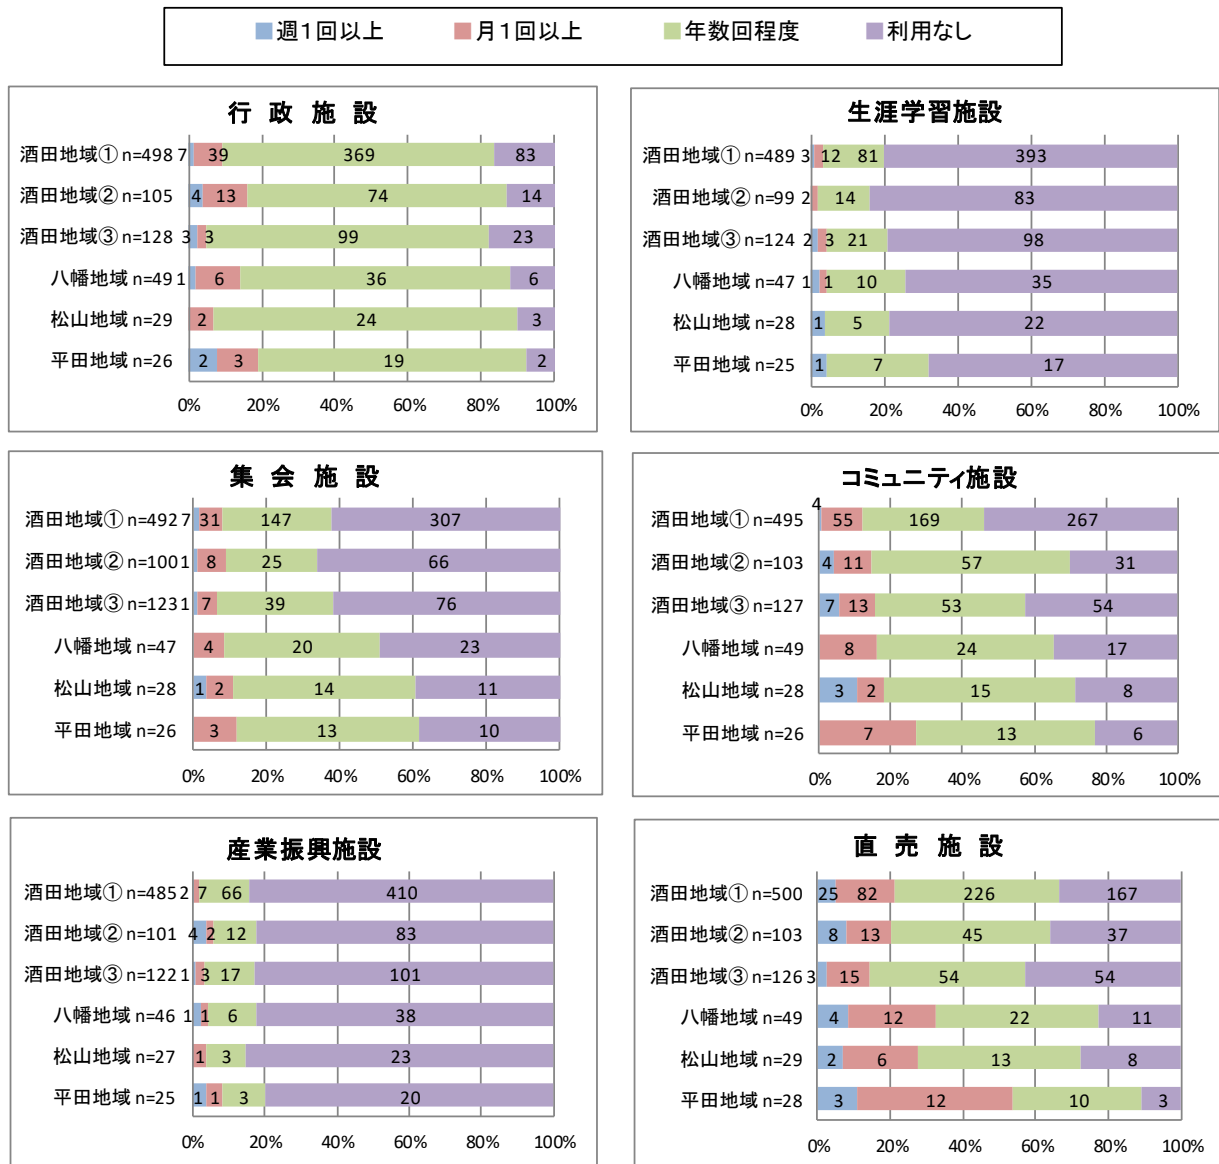 週1回以上 月1回以上 年数回程度 利用なし
行 政 施 設
酒田地域① n=498 7 39 369 83
酒田地域② n=105 4 13 74 14
酒田地域③ n=128 3 3 99 23
八幡地域 n=49 1 6 36 6
松山地域 n=29 2 24 3
平田地域 n=26 2 3 19 2
0% 20% 40% 60% 80% 100%
生涯学習施設
酒田地域① n=489 3 12 81 393
酒田地域② n=99 2 14 83
酒田地域③ n=124 2 3 21 98
八幡地域 n=47 1 1 10 35
松山地域 n=28 1 5 22
平田地域 n=25 1 7 17
0% 20% 40% 60% 80% 100%
集 会 施 設
酒田地域① n=492 7 31 147 307
酒田地域② n=100 1 8 25 66
酒田地域③ n=123 1 7 39 76
八幡地域 n=47 4 20 23
松山地域 n=28 1 2 14 11
平田地域 n=26 3 13 10
0% 20% 40% 60% 80% 100%
コミュニティ施設
酒田地域① n=495 4 55 169 267
酒田地域② n=103 4 11 57 31
酒田地域③ n=127 7 13 53 54
八幡地域 n=49 8 24 17
松山地域 n=28 3 2 15 8
平田地域 n=26 7 13 6
0% 20% 40% 60% 80% 100%
産業振興施設
酒田地域① n=485 2 7 66 410
酒田地域② n=101 4 2 12 83
酒田地域③ n=122 1 3 17 101
八幡地域 n=46 1 1 6 38
松山地域 n=27 1 3 23
平田地域 n=25 1 1 3 20
0% 20% 40% 60% 80% 100%
直 売 施 設
酒田地域① n=500 25 82 226 167
酒田地域② n=103 8 13 45 37
酒田地域③ n=126 3 15 54 54
八幡地域 n=49 4 12 22 11
松山地域 n=29 2 6 13 8
平田地域 n=28 3 12 10 3
0% 20% 40% 60% 80% 100%